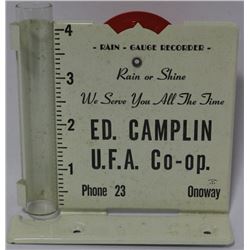 - RAIN - GAUGE RECORDER -
Rain or Shine
We Serve You All The Time
ED. CAMPLIN
U.F.A. Co-op.
Phone 23 Onoway
4
3
2
1